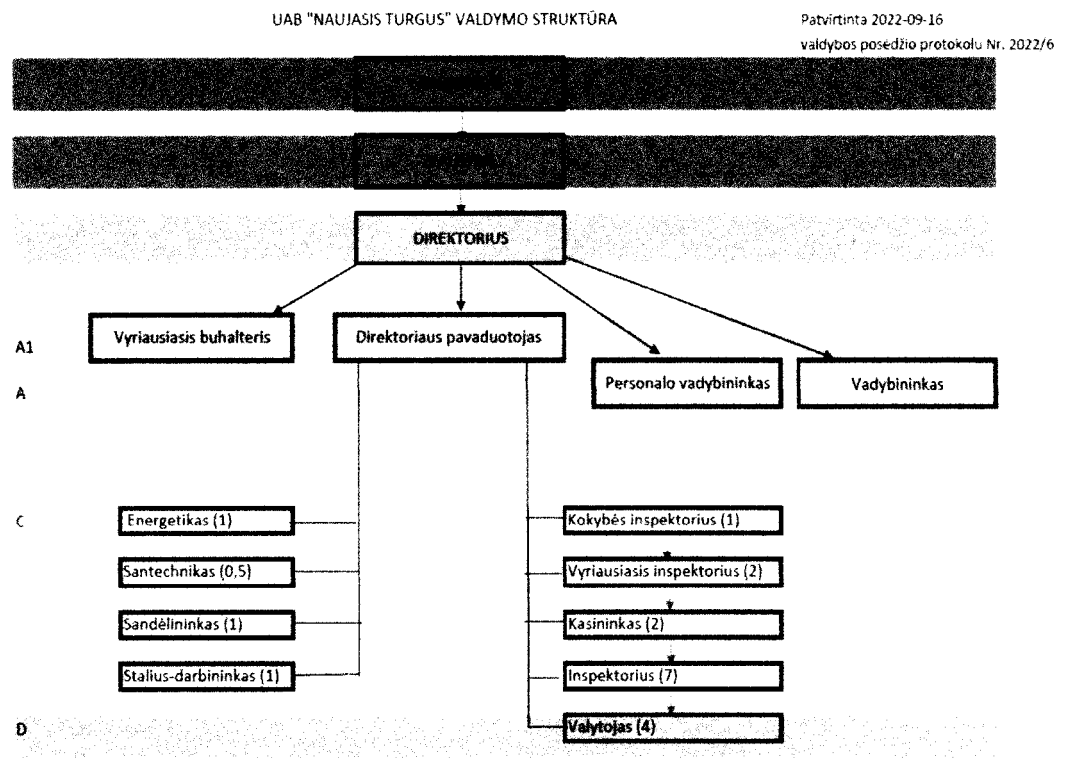 UAB "NAUJASIS TURGUS" VALDYMO STRUKTŪRA
Patvirtinta 2022-09-16
valdybos posėdžio protokolu Nr. 2022/6
DIREKTORIUS
A1
Vyriausiasis buhalteris
Direktoriaus pavaduotojas
A
Personalo vadybininkas
Vadybininkas
C
Energetikas (1)
Kokybės inspektorius (1)
Santechnikas (0,5)
Vyriausiasis inspektorius (2)
Sandėlininkas (1)
Kasininkas (2)
Stalius-darbininkas (1)
Inspektorius (7)
D
Valytojas (4)